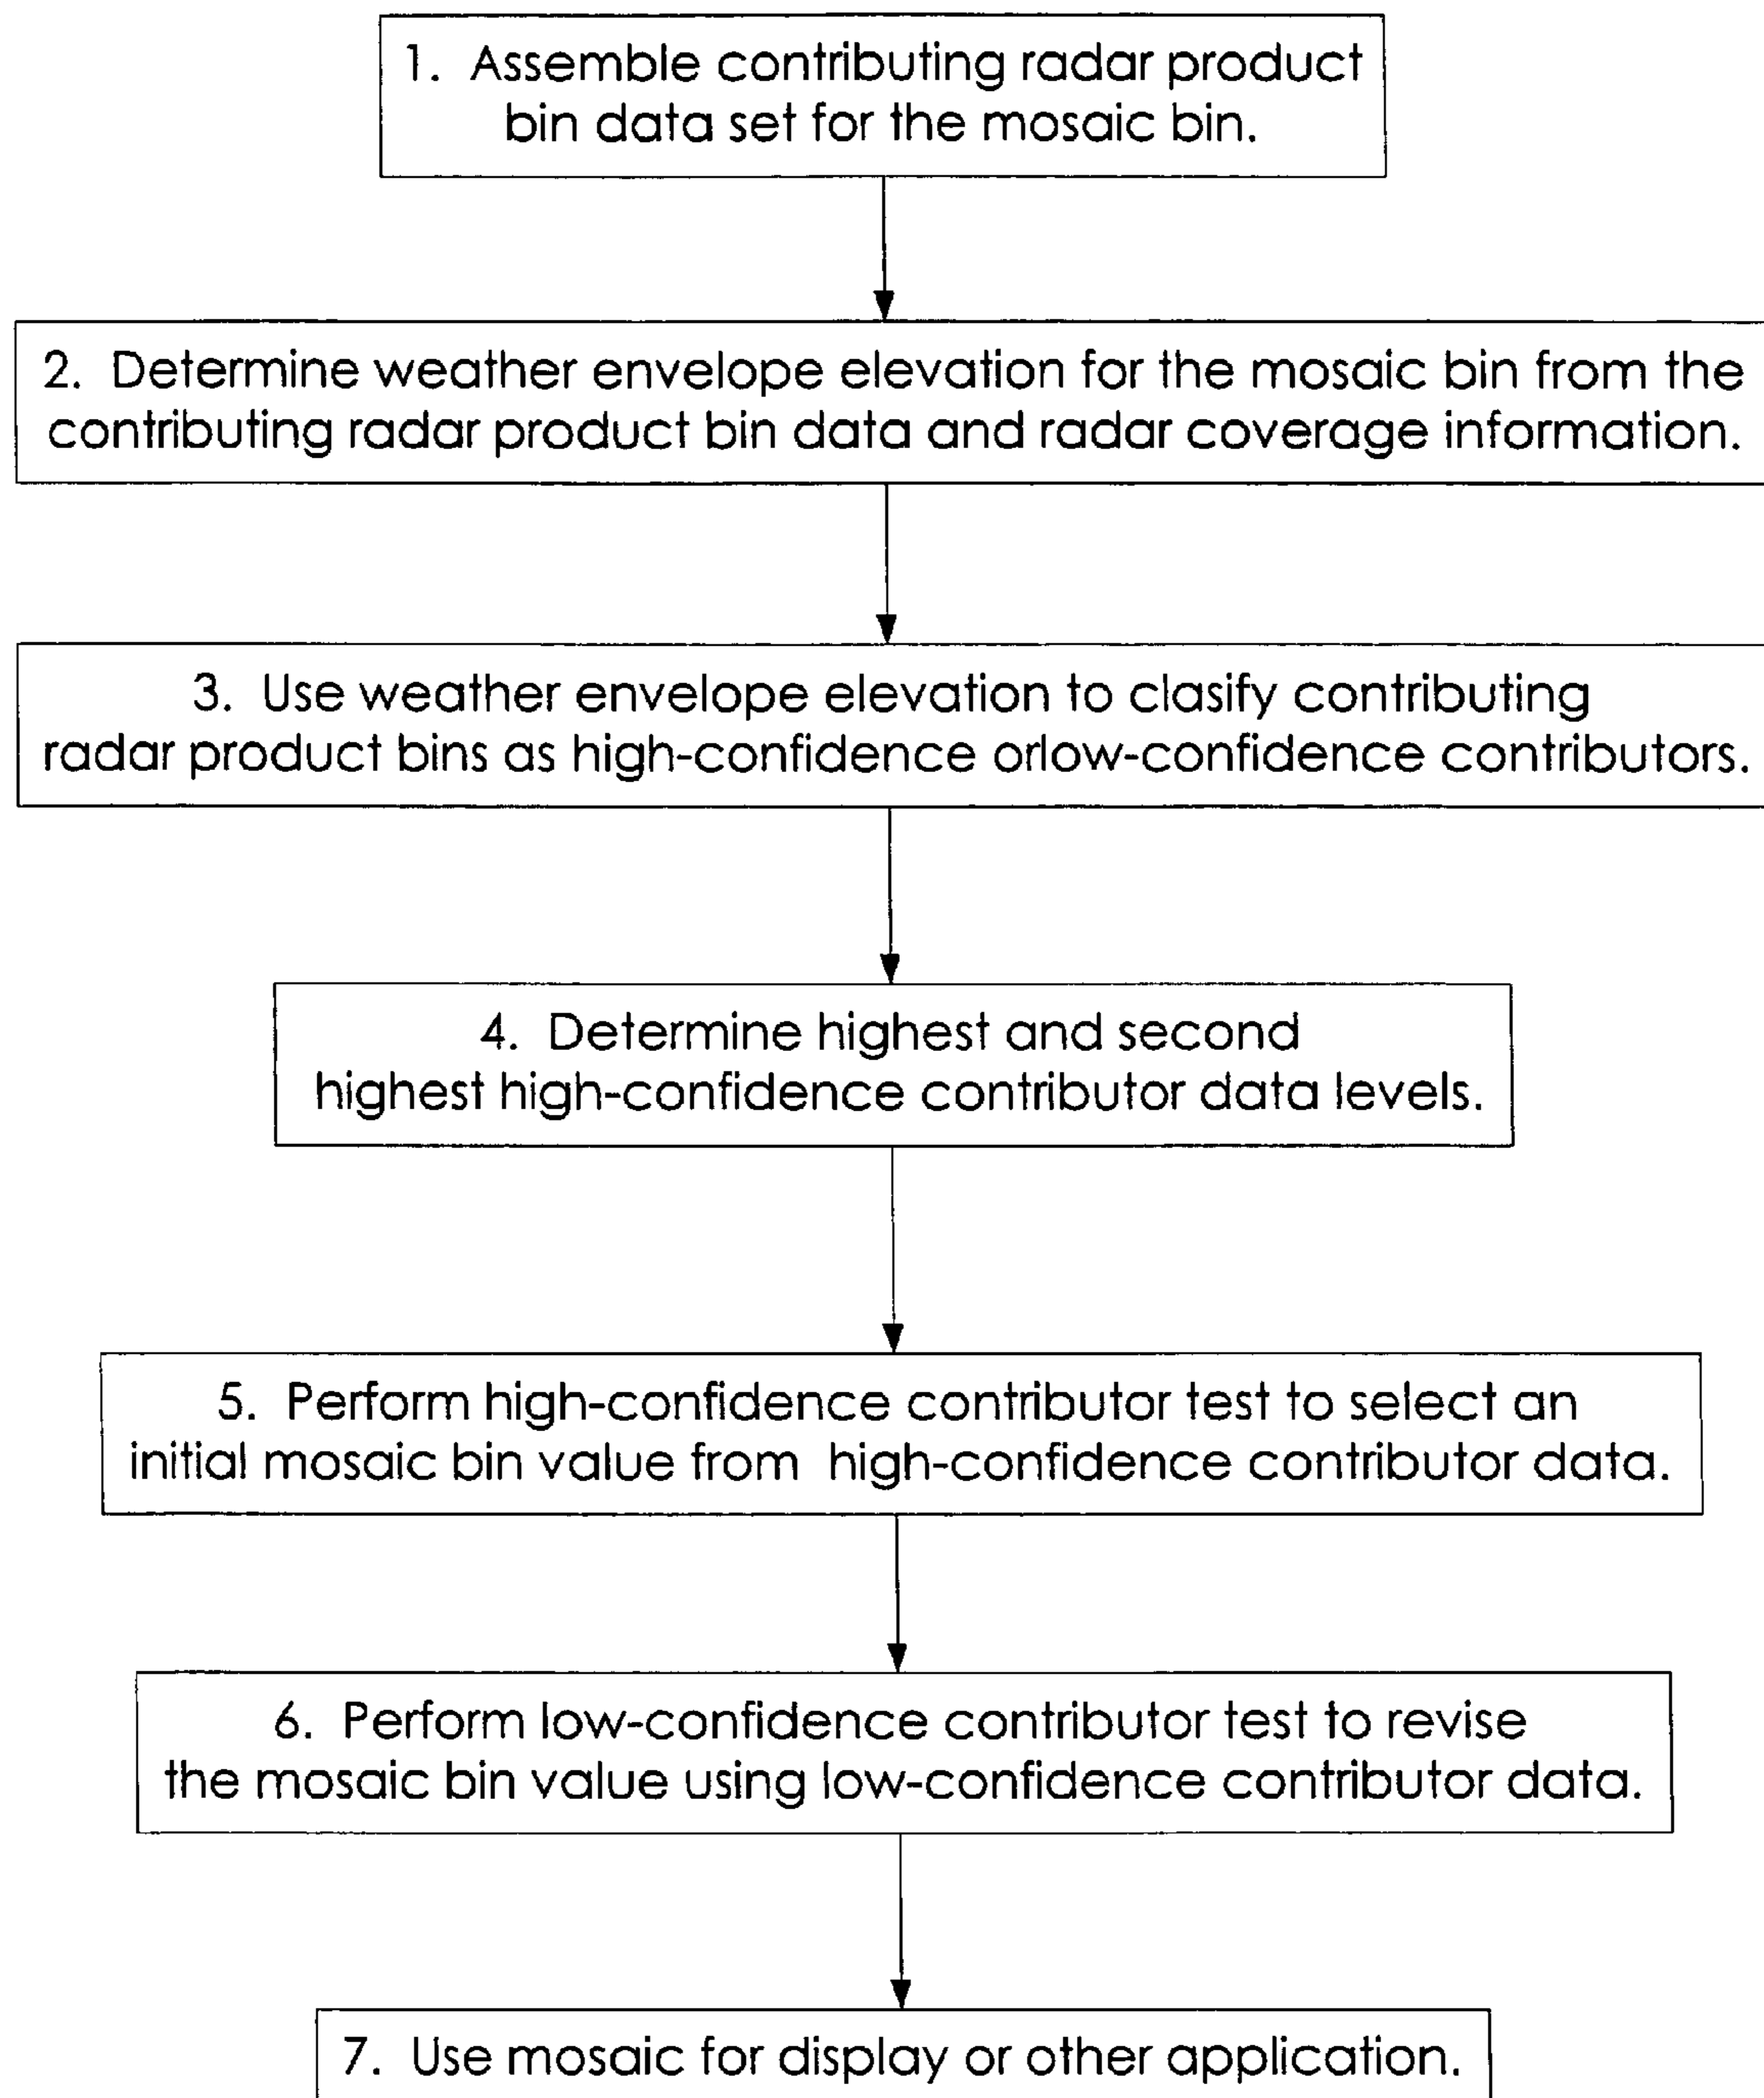 1. Assemble contributing radar product
bin data set for the mosaic bin.
2. Determine weather envelope elevation for the mosaic bin from the
contributing radar product bin data and radar coverage information.
3. Use weather envelope elevation to clasify contributing
radar product bins as high-confidence orlow-confidence contributors.
4. Determine highest and second
highest high-confidence contributor data levels.
5. Perform high-confidence contributor test to select an
initial mosaic bin value from high-confidence contributor data.
6. Perform low-confidence contributor test to revise
the mosaic bin value using low-confidence contributor data.
7. Use mosaic for display or other application.